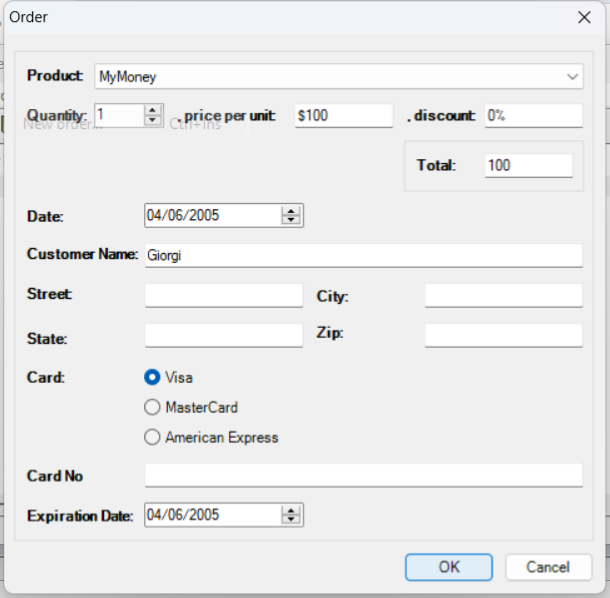 Order
Product: MyMoney
Quantity: 1 . price per unit: $100 . discount: 0%
New order... Ctrl+Ins
Total: 100
Date: 04/06/2005
Customer Name: Giorgi
Street: City:
State: Zip:
Card: Visa
MasterCard
American Express
Card No
Expiration Date: 04/06/2005
OK Cancel